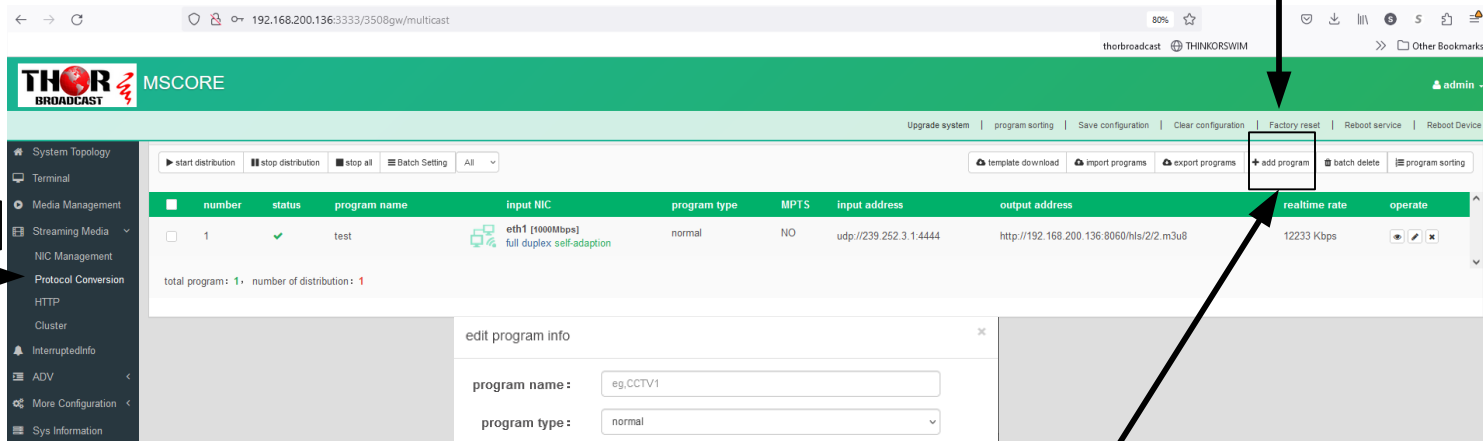 192.168.200.136:3333/3508gw/multicast
80%
S
S
thorbroadcast THINKORSWIM
Other Bookmarks
THOR
BROADCAST
MSCORE
admin
Upgrade system | program sorting | Save configuration | Clear configuration | Factory reset | Reboot service | Reboot Device
System Topology
Terminal
Media Management
Streaming Media
NIC Management
Protocol Conversion
HTTP
Cluster
InterruptedInfo
ADV
More Configuration
Sys Information
start distribution stop distribution stop all Batch Setting All
template download import programs export programs + add program batch delete program sorting
number status program name input NIC program type MPTS input address output address realtime rate operate
1 test eth1 [1000Mbps] normal NO udp://239.252.3.1:4444 http://192.168.200.136:8060/hls/2/2.m3u8 12233 Kbps
full duplex self-adaption
total program: 1, number of distribution: 1
edit program info ×
program name: eg,CCTV1
program type: normal